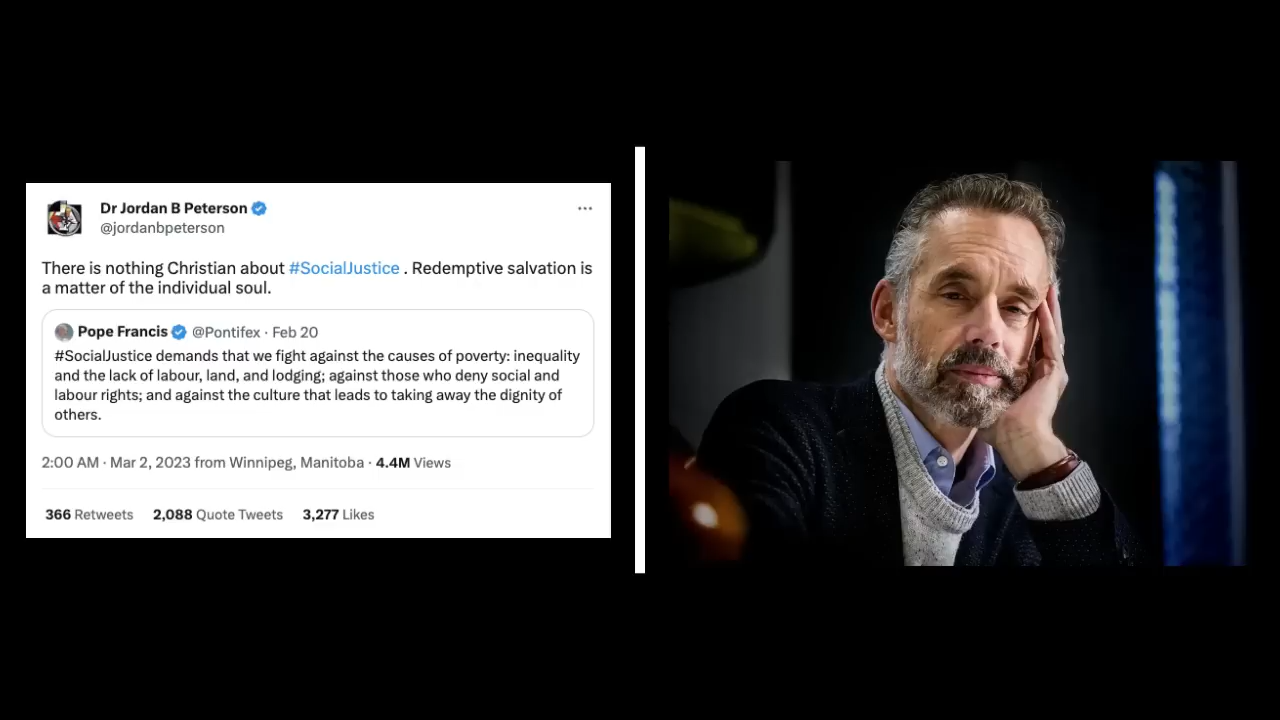 Dr Jordan B Peterson
@jordanbpeterson
There is nothing Christian about #SocialJustice . Redemptive salvation is
a matter of the individual soul.
Pope Francis @Pontifex · Feb 20
#SocialJustice demands that we fight against the causes of poverty: inequality
and the lack of labour, land, and lodging; against those who deny social and
labour rights; and against the culture that leads to taking away the dignity of
others.
2:00 AM · Mar 2, 2023 from Winnipeg, Manitoba · 4.4M Views
366 Retweets 2,088 Quote Tweets 3,277 Likes